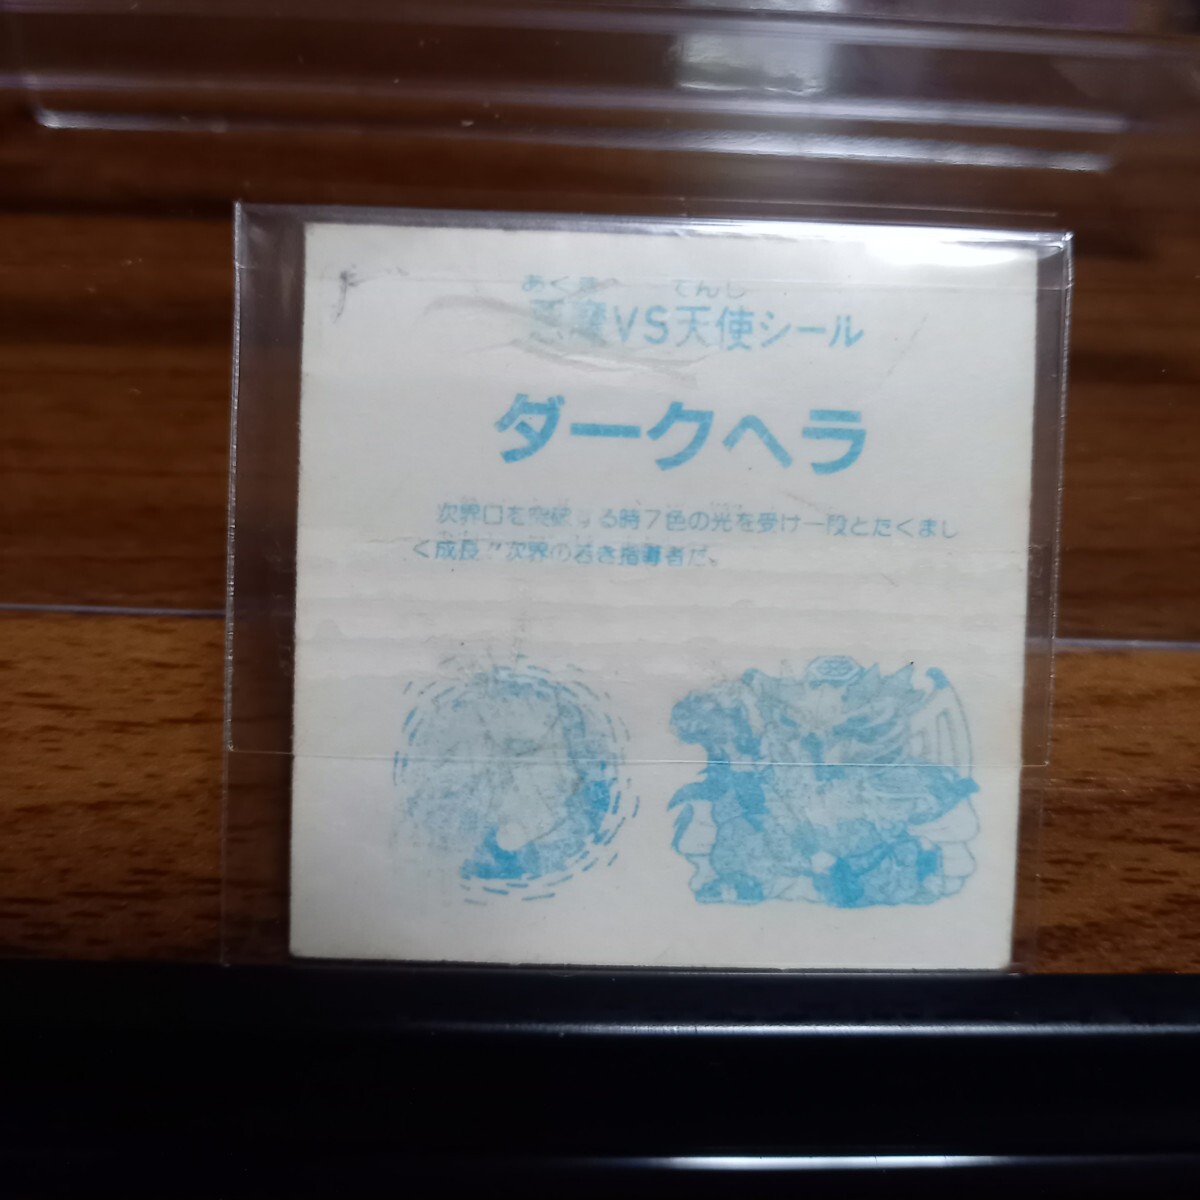 あくま てんし
悪魔VS天使シール
ダークヘラ
次界口を突破する時7色の光を受け一段とたくまし
く成長!!次界の若き指導者だ。